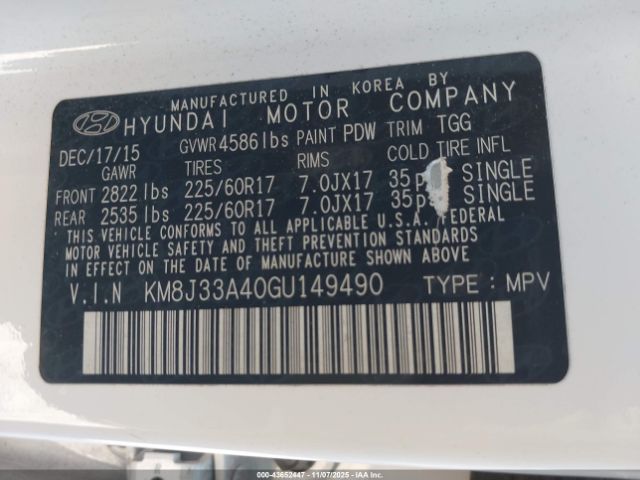 MANUFACTURED IN KOREA BY
HYUNDAI MOTOR COMPANY
DEC/17/15 GVWR 4586 lbs PAINT PDW TRIM TGG
GAWR TIRES RIMS COLD TIRE INFL
FRONT 2822 lbs 225/60R17 7.0JX17 35 p SINGLE
REAR 2535 lbs 225/60R17 7.0JX17 35 ps SINGLE
THIS VEHICLE CONFORMS TO ALL APPLICABLE U.S.A./FEDERAL
MOTOR VEHICLE SAFETY AND THEFT PREVENTION STANDARDS
IN EFFECT ON THE DATE OF MANUFACTURE SHOWN ABOVE
V.I.N KM8J33A40GU149490 TYPE : MPV
000-43652447 - 11/07/2025 - IAAI.com